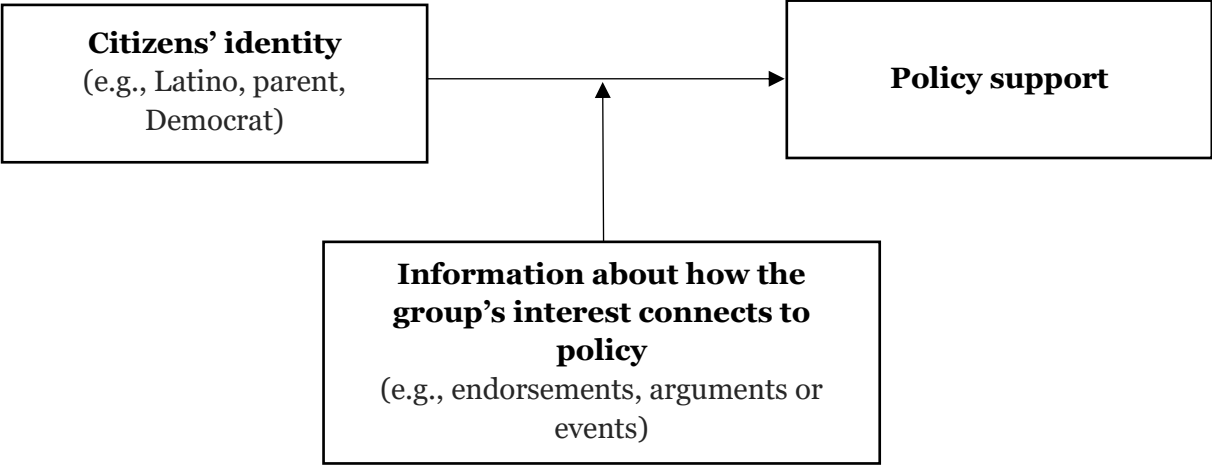 Citizens’ identity
(e.g., Latino, parent,
Democrat)
Policy support
Information about how the
group’s interest connects to
policy
(e.g., endorsements, arguments or
events)